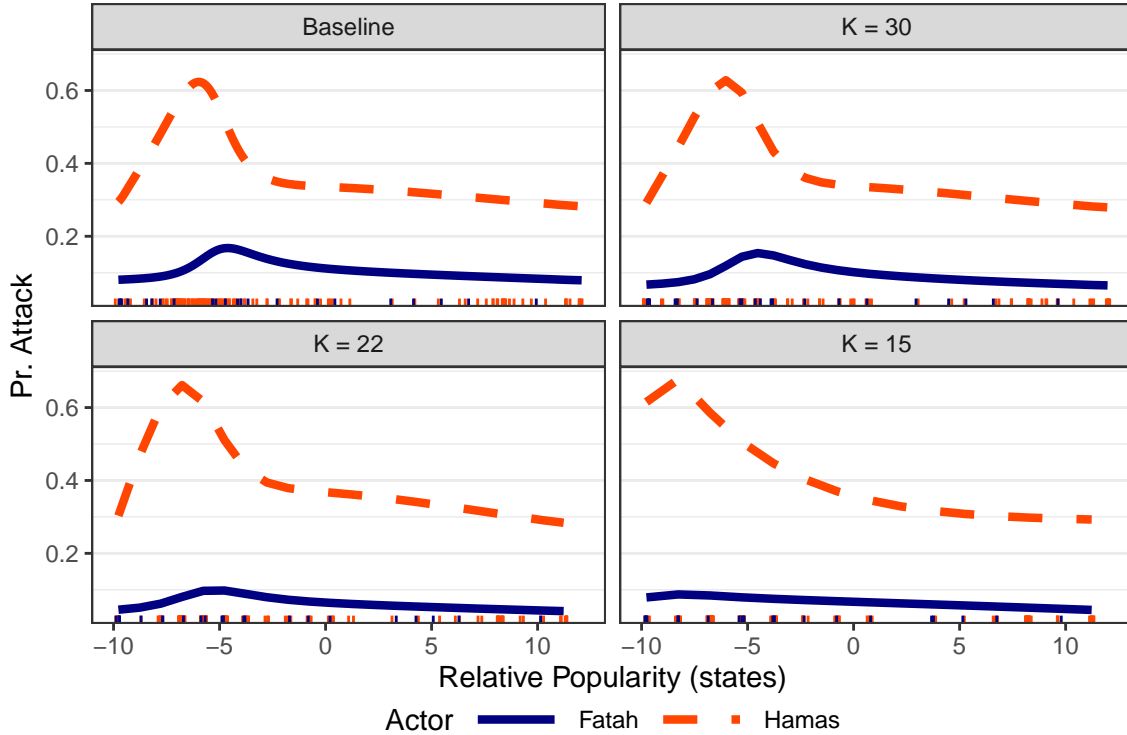 Baseline
K = 30
0.6
0.4
0.2
K = 22
K = 15
0.6
0.4
0.2
Pr. Attack
−10 −5 0 5 10
−10 −5 0 5 10
Relative Popularity (states)
Actor Fatah Hamas